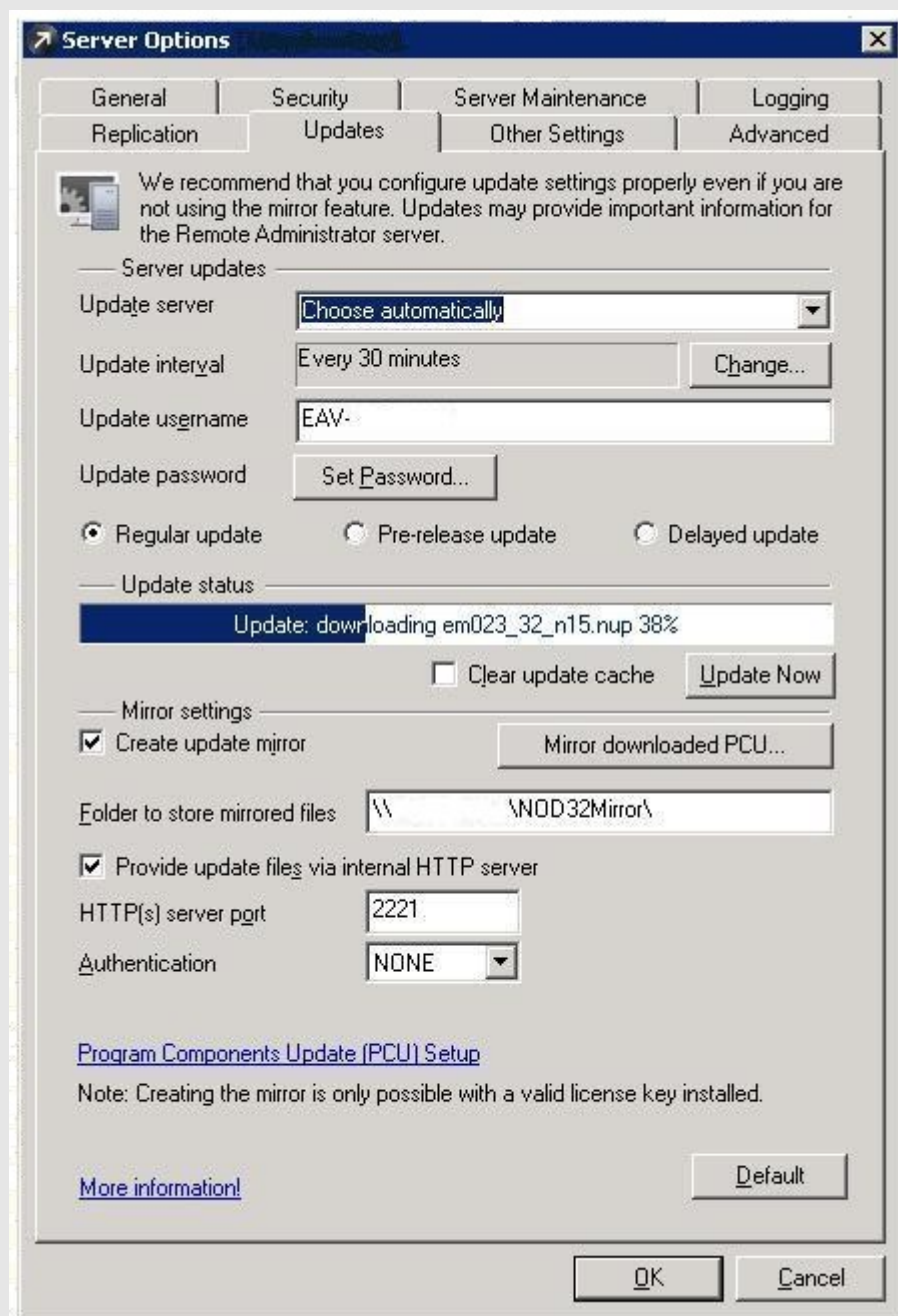 Server Options
General Security Server Maintenance Logging
Replication Updates Other Settings Advanced
We recommend that you configure update settings properly even if you are
not using the mirror feature. Updates may provide important information for
the Remote Administrator server.
Server updates
Update server Choose automatically
Update interval Every 30 minutes Change...
Update username EAV-
Update password Set Password...
Regular update Pre-release update Delayed update
Update status
Update: downloading em023_32_n15.nup 38%
Clear update cache Update Now
Mirror settings
Create update mirror Mirror downloaded PCU...
Folder to store mirrored files \\ \NOD32Mirror\
Provide update files via internal HTTP server
HTTP(s) server port 2221
Authentication NONE
Program Components Update (PCU) Setup
Note: Creating the mirror is only possible with a valid license key installed.
More information! Default
OK Cancel